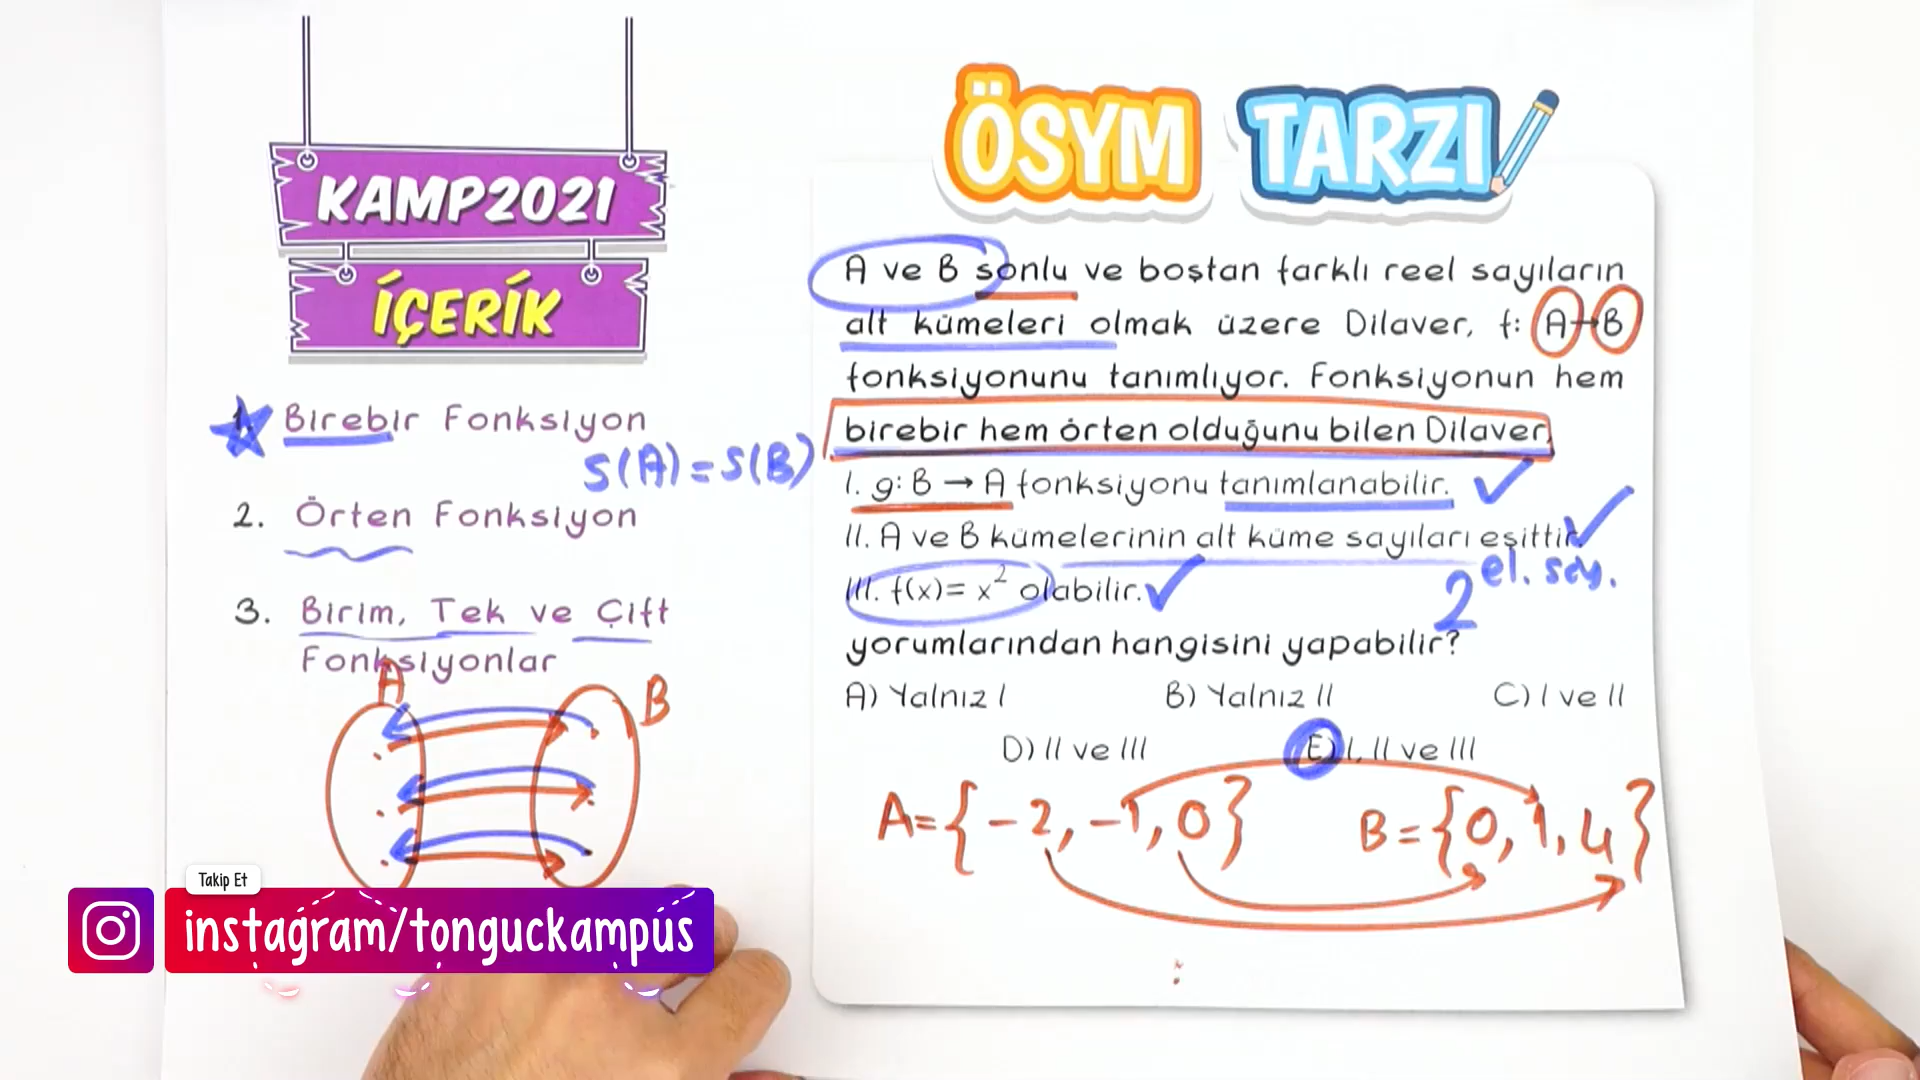 KAMP2021
İÇERİK
1. Birebir Fonksiyon
S(A) = S(B)
2. Örten Fonksiyon
3. Birim, Tek ve Çift
Fonksiyonlar
A
B
Takip Et
instagram/tonguckampüs
ÖSYM TARZI
A ve B sonlu ve boştan farklı reel sayıların
alt kümeleri olmak üzere Dilaver, f: A→B
fonksiyonunu tanımlıyor. Fonksiyonun hem
birebir hem örten olduğunu bilen Dilaver,
I. g: B → A fonksiyonu tanımlanabilir.
II. A ve B kümelerinin alt küme sayıları eşittir.
2^el. say.
III. f(x)= x² olabilir.
yorumlarından hangisini yapabilir?
A) Yalnız I B) Yalnız II C) I ve II
D) II ve III E) I, II ve III
A={-2, -1, 0} B={0, 1, 4}